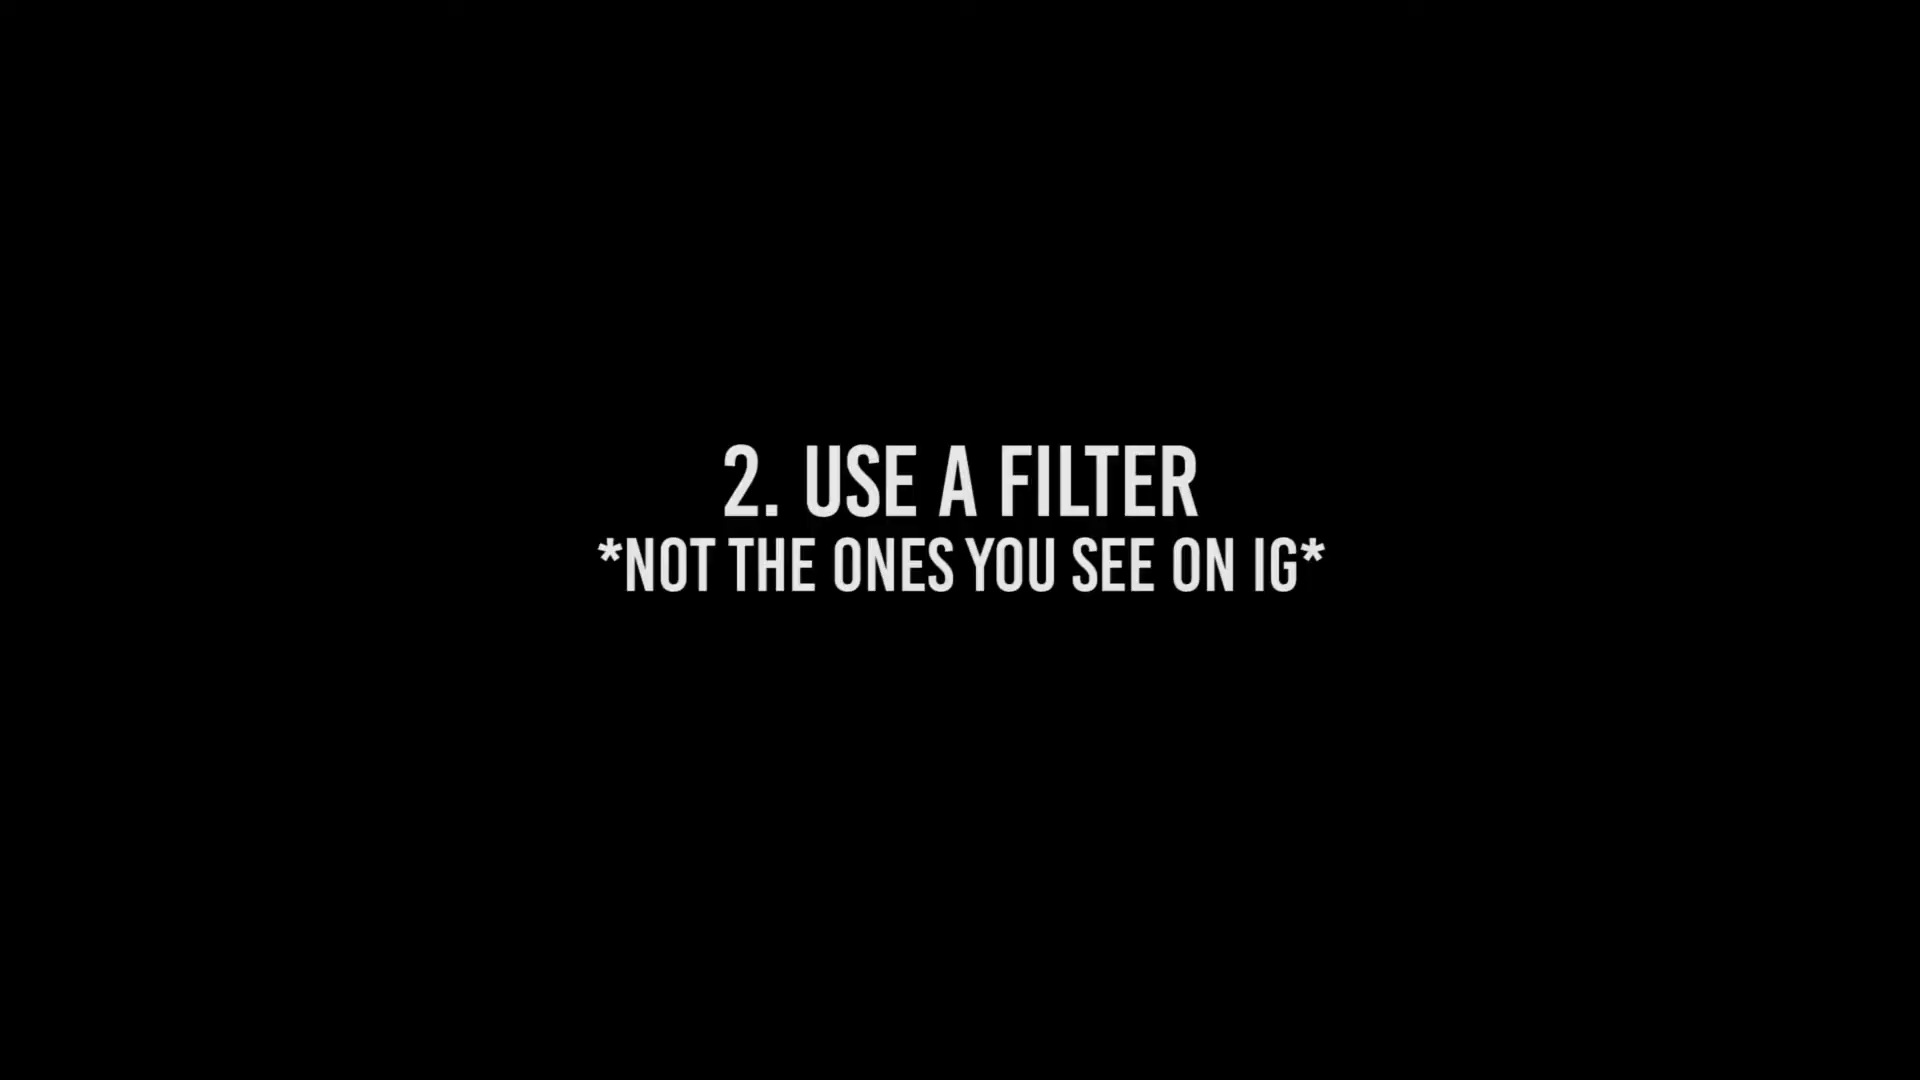 2. USE A FILTER
*NOT THE ONES YOU SEE ON IG*